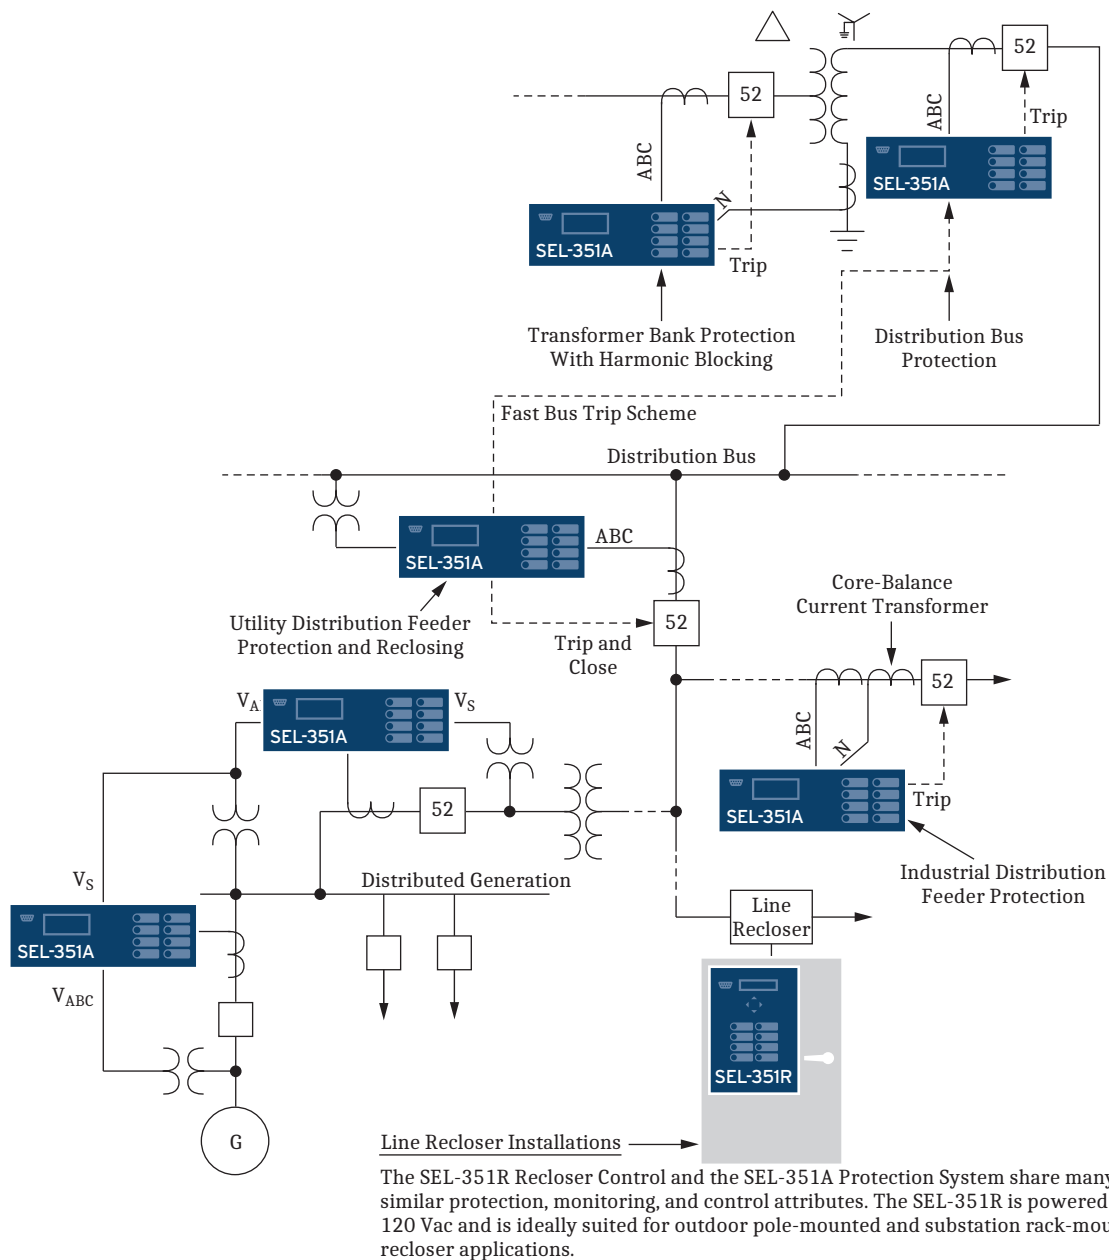 52
52
ABC
ABC
Trip
SEL-351A
N
SEL-351A
Trip
Transformer Bank Protection
With Harmonic Blocking
Distribution Bus
Protection
Fast Bus Trip Scheme
Distribution Bus
ABC
SEL-351A
Core-Balance
Current Transformer
Utility Distribution Feeder
Protection and Reclosing
52
Trip and
Close
52
VA
VS
SEL-351A
ABC
N
52
Trip
SEL-351A
Industrial Distribution
Feeder Protection
VS
Distributed Generation
SEL-351A
Line
Recloser
VABC
SEL-351R
G
Line Recloser Installations
The SEL-351R Recloser Control and the SEL-351A Protection System share many
similar protection, monitoring, and control attributes. The SEL-351R is powered
120 Vac and is ideally suited for outdoor pole-mounted and substation rack-mou
recloser applications.